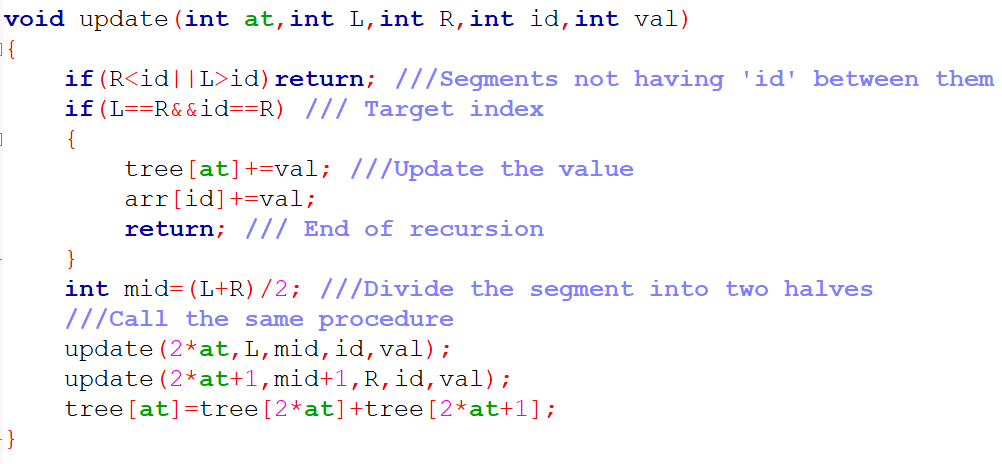 void update(int at,int L,int R,int id,int val)
{
    if(R<id||L>id)return; ///Segments not having 'id' between them
    if(L==R&&id==R) /// Target index
    {
        tree[at]+=val; ///Update the value
        arr[id]+=val;
        return; /// End of recursion
    }
    int mid=(L+R)/2; ///Divide the segment into two halves
    ///Call the same procedure
    update(2*at,L,mid,id,val);
    update(2*at+1,mid+1,R,id,val);
    tree[at]=tree[2*at]+tree[2*at+1];
}